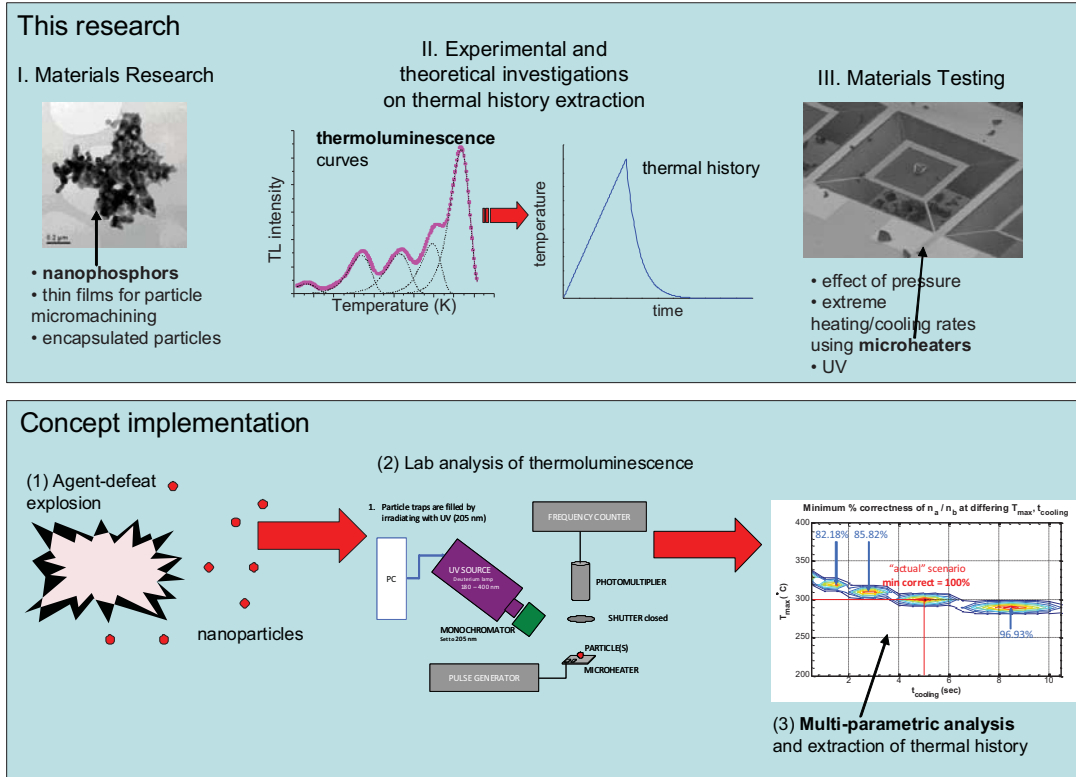 This research
I. Materials Research
0.2 µm
• nanophosphors
• thin films for particle
micromachining
• encapsulated particles
II. Experimental and
theoretical investigations
on thermal history extraction
thermoluminescence
curves
TL intensity
Temperature (K)
thermal history
temperature
time
III. Materials Testing
• effect of pressure
• extreme
heating/cooling rates
using microheaters
• UV
Concept implementation
(1) Agent-defeat
explosion
nanoparticles
(2) Lab analysis of thermoluminescence
1. Particle traps are filled by
irradiating with UV (205 nm)
PC
UV SOURCE
Deuterium lamp
180 – 400 nm
MONOCHROMATOR
Set to 205 nm
FREQUENCY COUNTER
PHOTOMULTIPLIER
SHUTTER closed
PARTICLE(S)
MICROHEATER
PULSE GENERATOR
Minimum % correctness of na / nb at differing Tmax, tcooling
400
350
300
250
200
Tmax (°C)
82.18%
85.82%
"actual" scenario
min correct = 100%
96.93%
2 4 6 8 10
tcooling (sec)
(3) Multi-parametric analysis
and extraction of thermal history